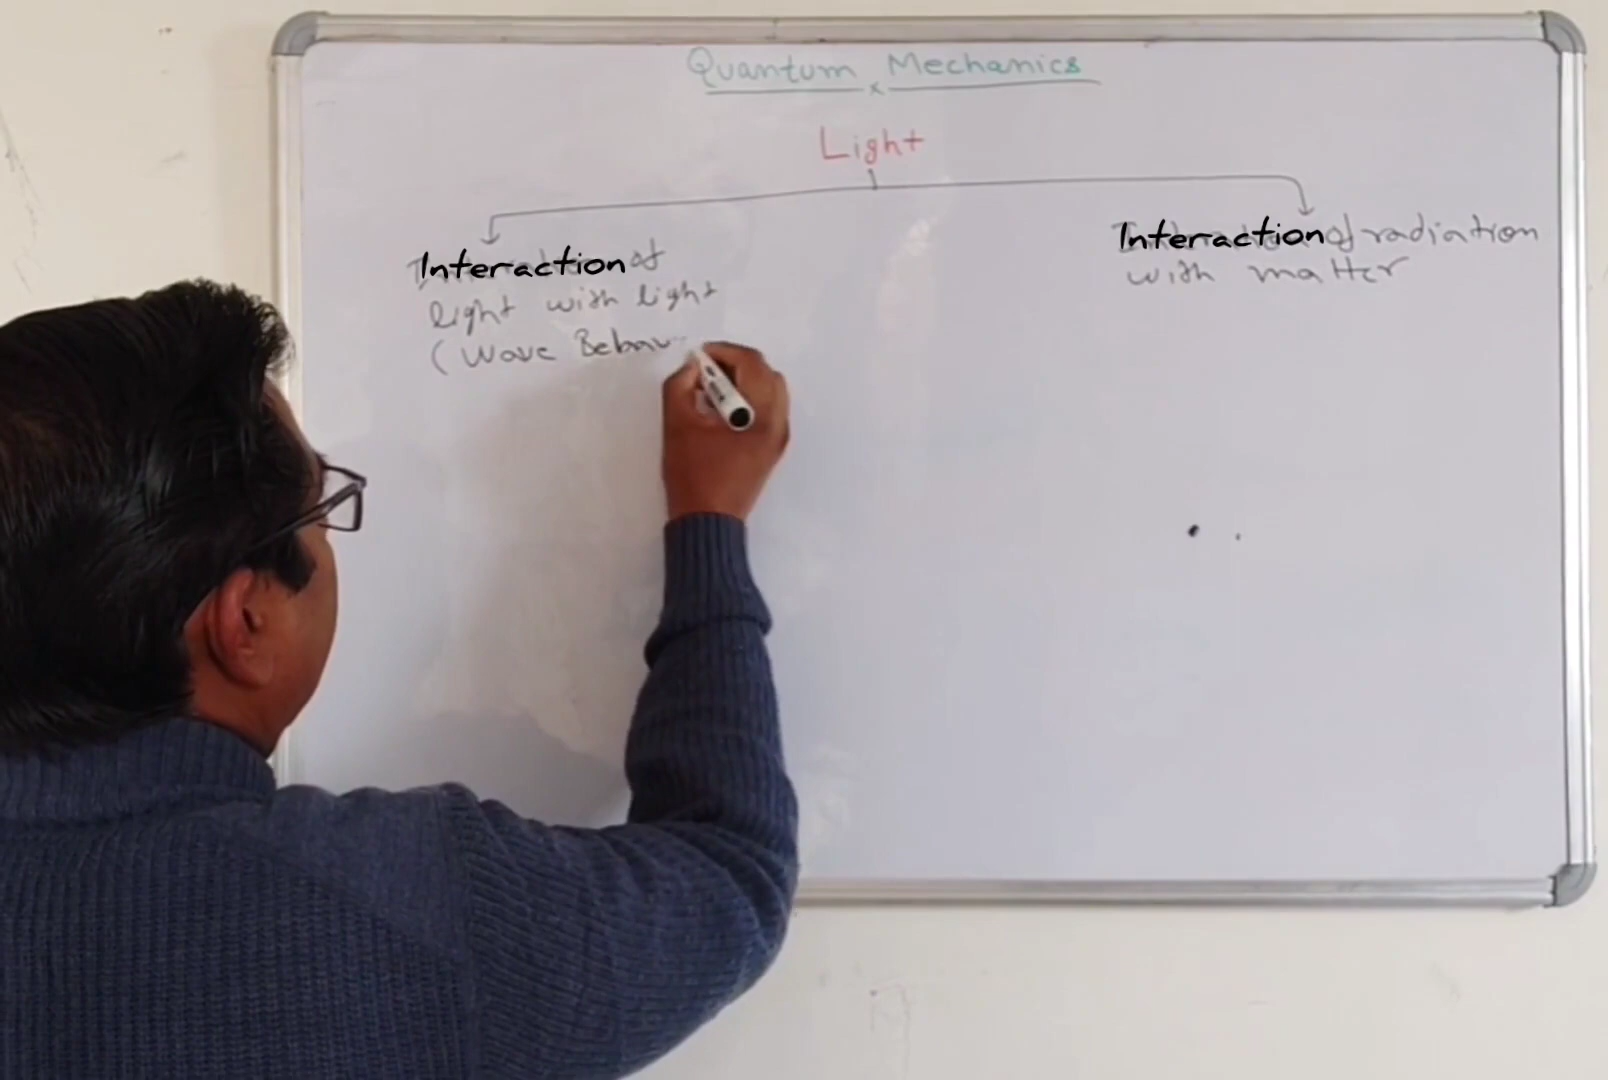 Quantum Mechanics
Light
Interaction of
light with light
(Wave Behav
Interaction of radiation
with matter